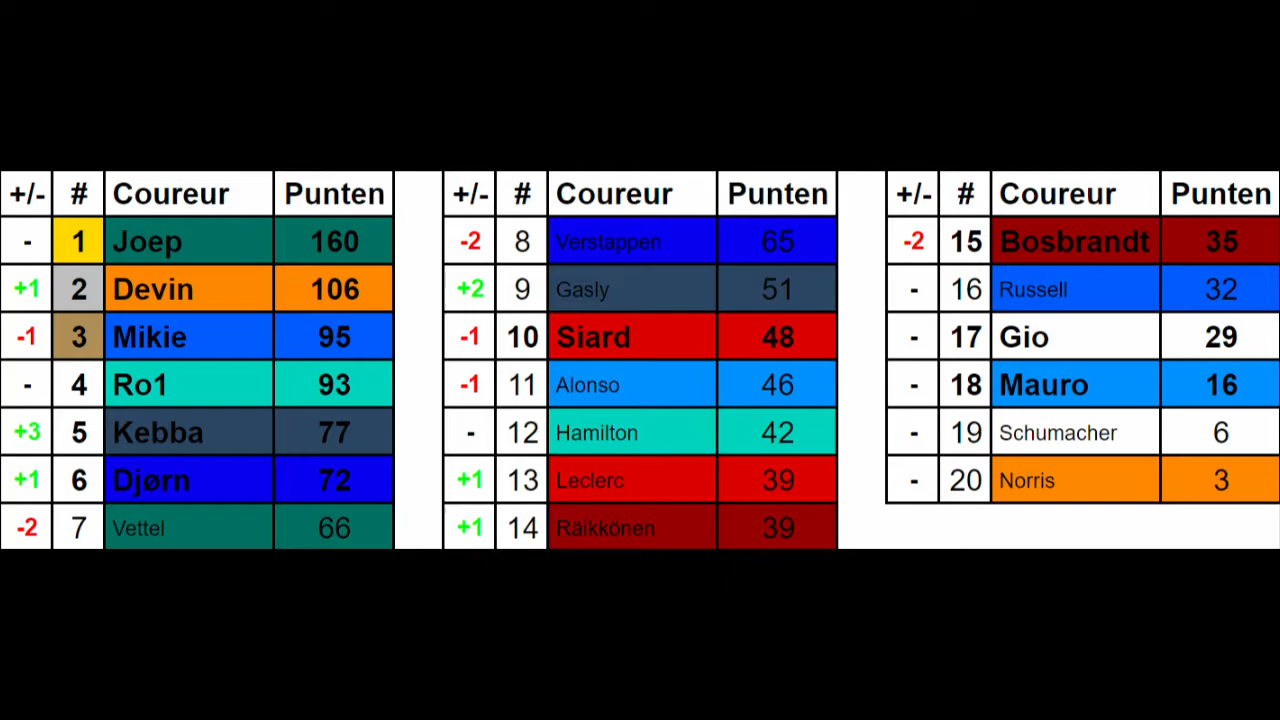 +/- # Coureur Punten
- 1 Joep 160
+1 2 Devin 106
-1 3 Mikie 95
- 4 Ro1 93
+3 5 Kebba 77
+1 6 Djørn 72
-2 7 Vettel 66
+/- # Coureur Punten
-2 8 Verstappen 65
+2 9 Gasly 51
-1 10 Siard 48
-1 11 Alonso 46
- 12 Hamilton 42
+1 13 Leclerc 39
+1 14 Räikkönen 39
+/- # Coureur Punten
-2 15 Bosbrandt 35
- 16 Russell 32
- 17 Gio 29
- 18 Mauro 16
- 19 Schumacher 6
- 20 Norris 3